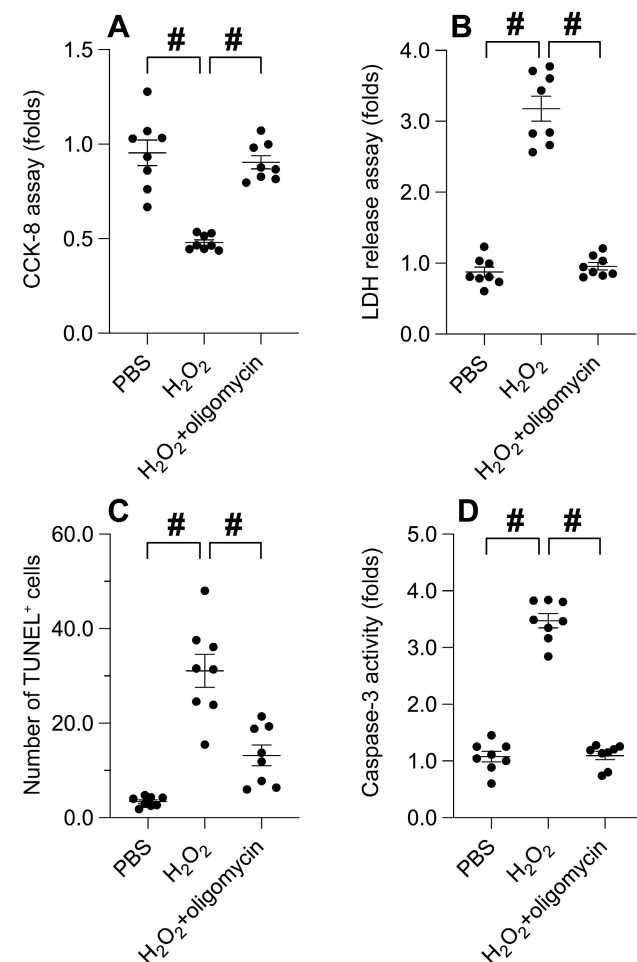 A
# #
CCK-8 assay (folds)
1.5
1.0
0.5
0.0
PBS
H₂O₂
H₂O₂+oligomycin
B
# #
LDH release assay (folds)
4.0
3.0
2.0
1.0
0.0
PBS
H₂O₂
H₂O₂+oligomycin
C
# #
Number of TUNEL⁺ cells
60.0
40.0
20.0
0.0
PBS
H₂O₂
H₂O₂+oligomycin
D
# #
Caspase-3 activity (folds)
5.0
4.0
3.0
2.0
1.0
0.0
PBS
H₂O₂
H₂O₂+oligomycin